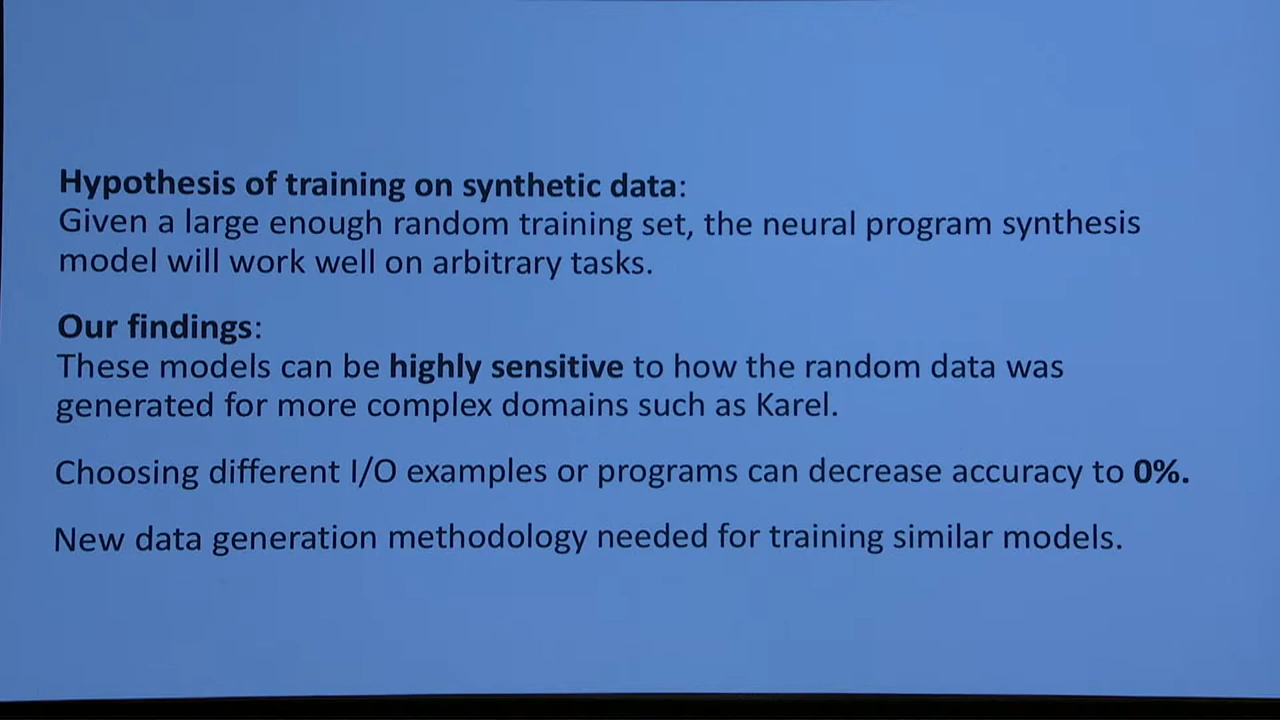 Hypothesis of training on synthetic data:
Given a large enough random training set, the neural program synthesis
model will work well on arbitrary tasks.
Our findings:
These models can be highly sensitive to how the random data was
generated for more complex domains such as Karel.
Choosing different I/O examples or programs can decrease accuracy to 0%.
New data generation methodology needed for training similar models.